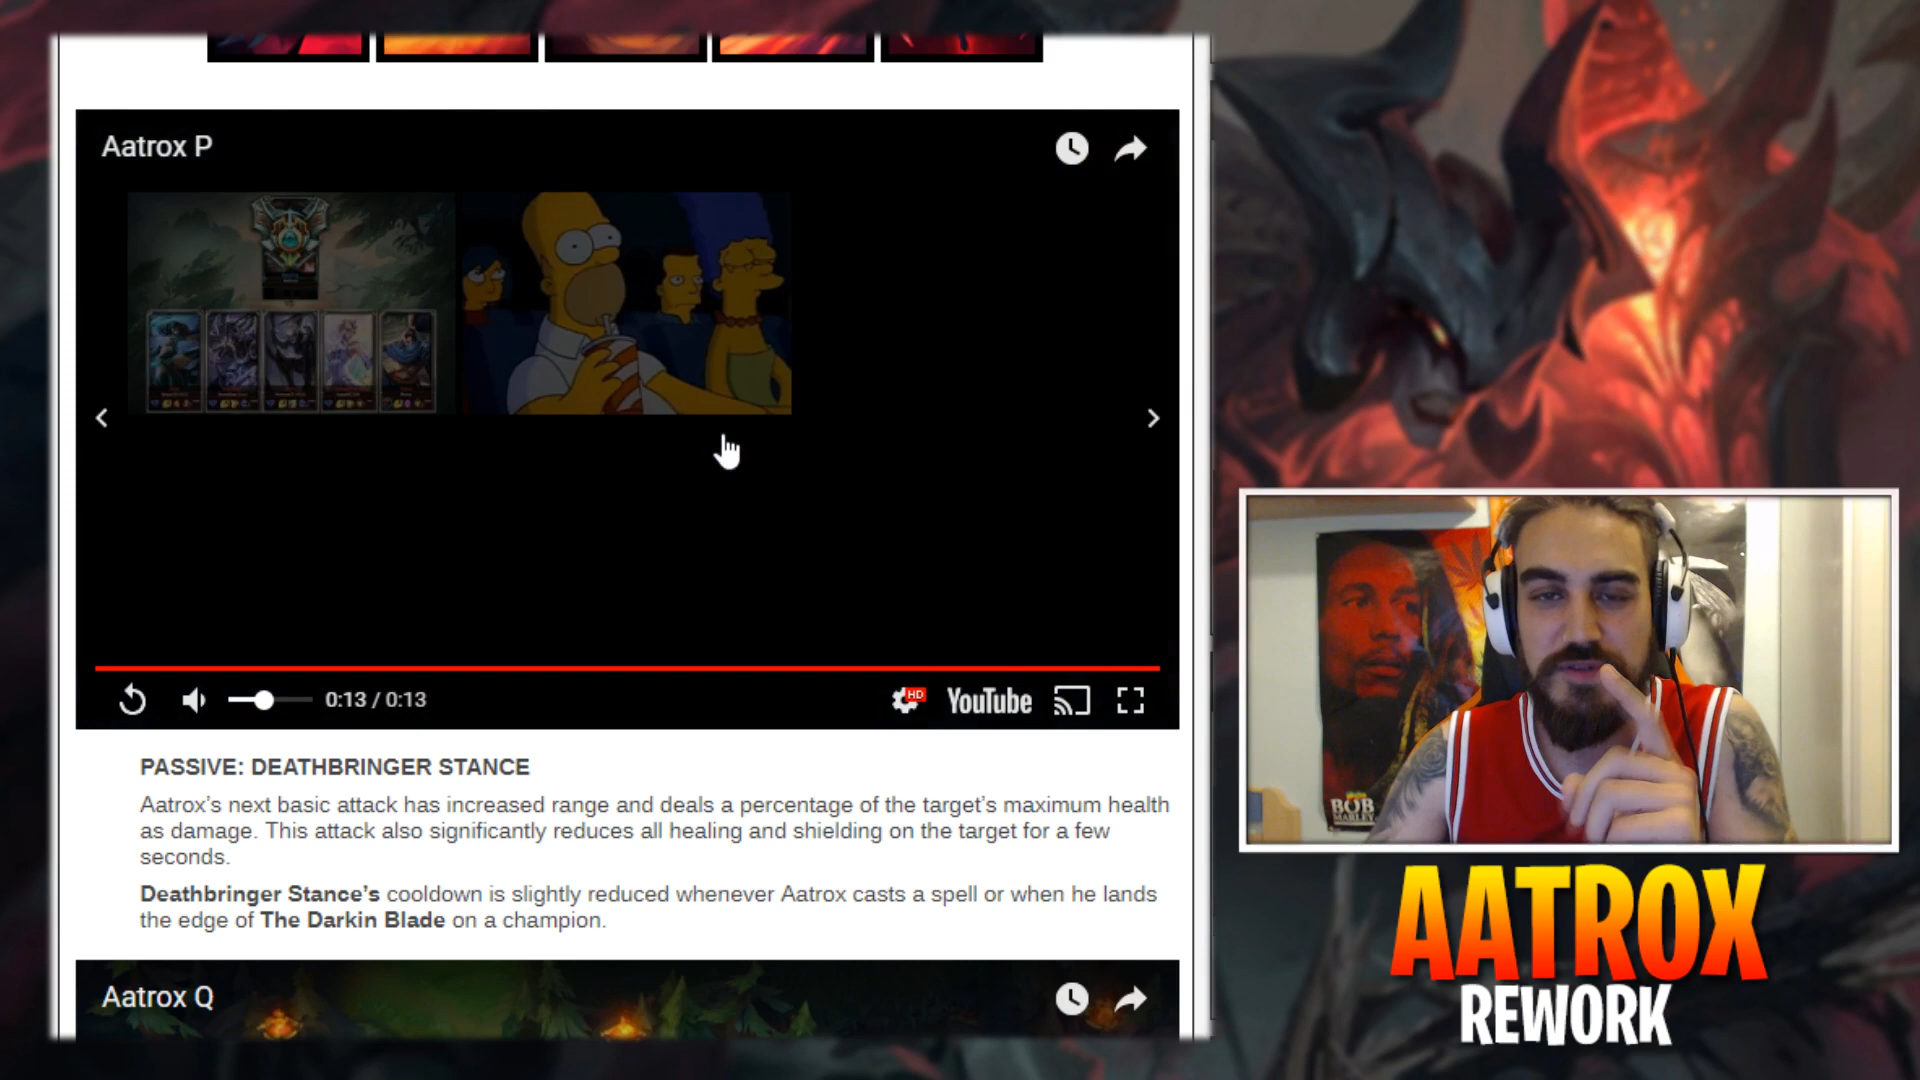 Aatrox P
0:13 / 0:13
HD
YouTube
PASSIVE: DEATHBRINGER STANCE
Aatrox's next basic attack has increased range and deals a percentage of the target's maximum health
as damage. This attack also significantly reduces all healing and shielding on the target for a few
seconds.
Deathbringer Stance's cooldown is slightly reduced whenever Aatrox casts a spell or when he lands
the edge of The Darkin Blade on a champion.
Aatrox Q
BOB
MARLEY
AATROX
REWORK